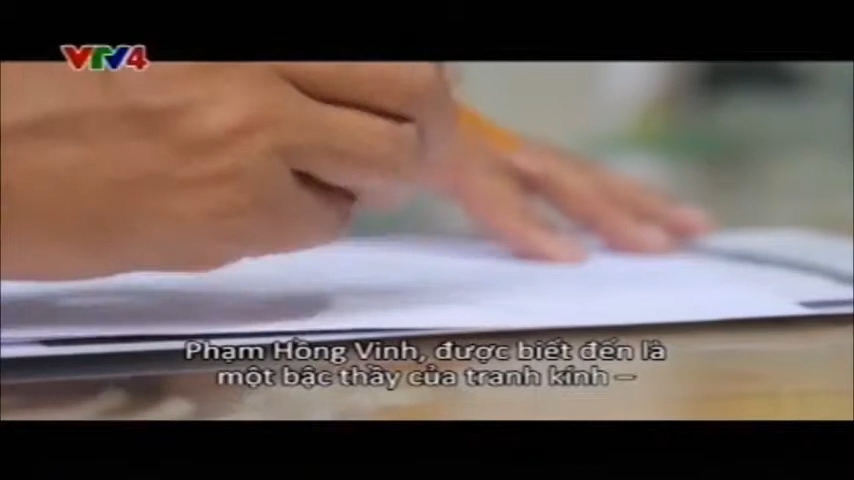 VTV4
Phạm Hồng Vinh, được biết đến là
một bậc thầy của tranh kính –